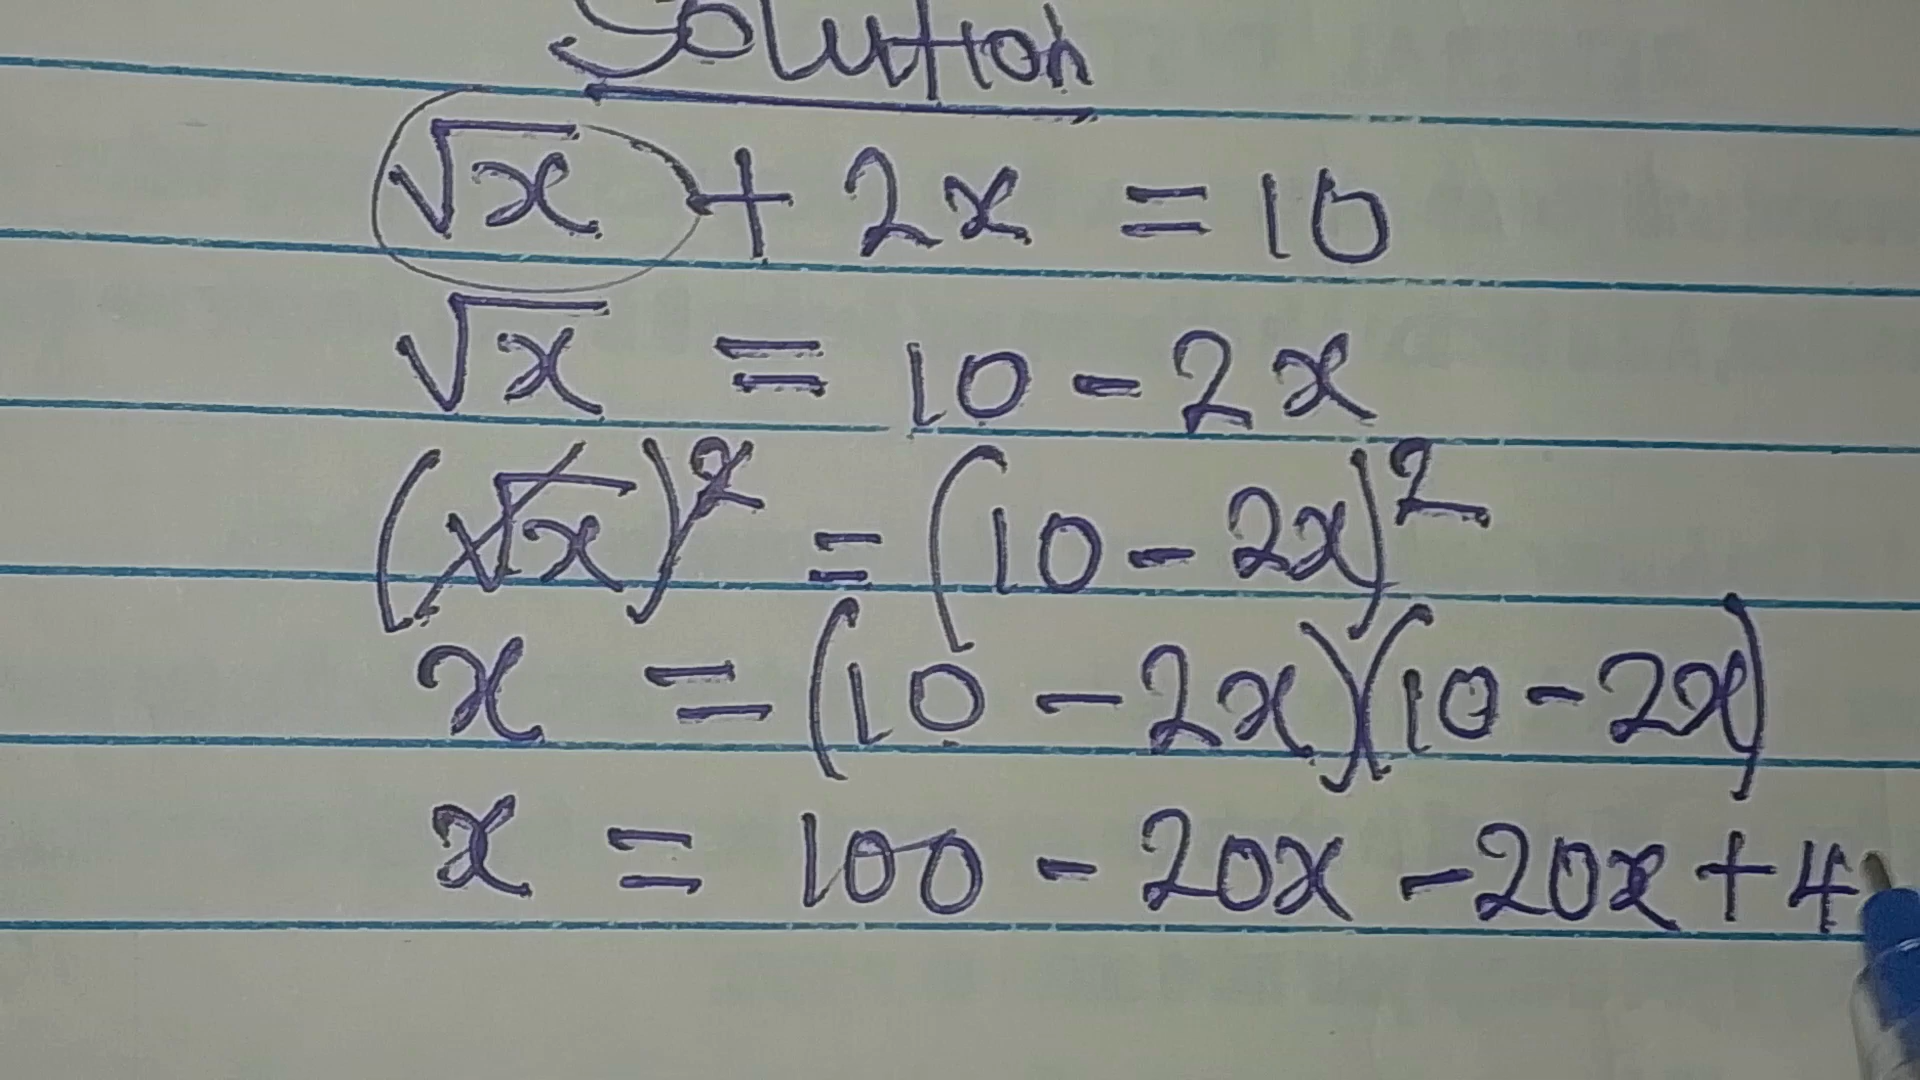 Solution
√x + 2x = 10
√x = 10 - 2x
(√x)² = (10 - 2x)²
x = (10 - 2x)(10 - 2x)
x = 100 - 20x - 20x + 4